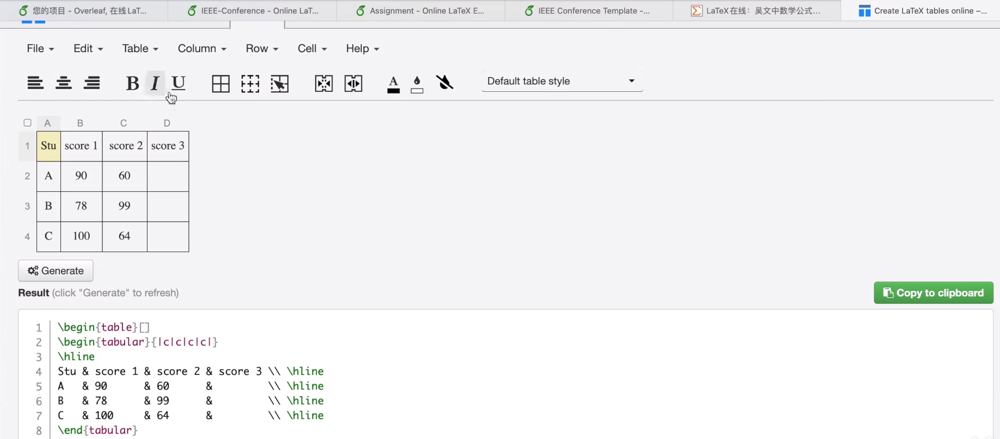 您的项目 - Overleaf, 在线 LaT... IEEE-Conference - Online LaT... Assignment - Online LaTeX E... IEEE Conference Template -... LaTeX在线：吴文中数学公式... Create LaTeX tables online –...
File Edit Table Column Row Cell Help
B I U A Default table style
A B C D
1 Stu score 1 score 2 score 3
2 A 90 60
3 B 78 99
4 C 100 64
Generate
Result (click "Generate" to refresh) Copy to clipboard
1 \begin{table}[]
2 \begin{tabular}{|c|c|c|c|}
3 \hline
4 Stu & score 1 & score 2 & score 3 \\ \hline
5 A & 90 & 60 & \\ \hline
6 B & 78 & 99 & \\ \hline
7 C & 100 & 64 & \\ \hline
8 \end{tabular}